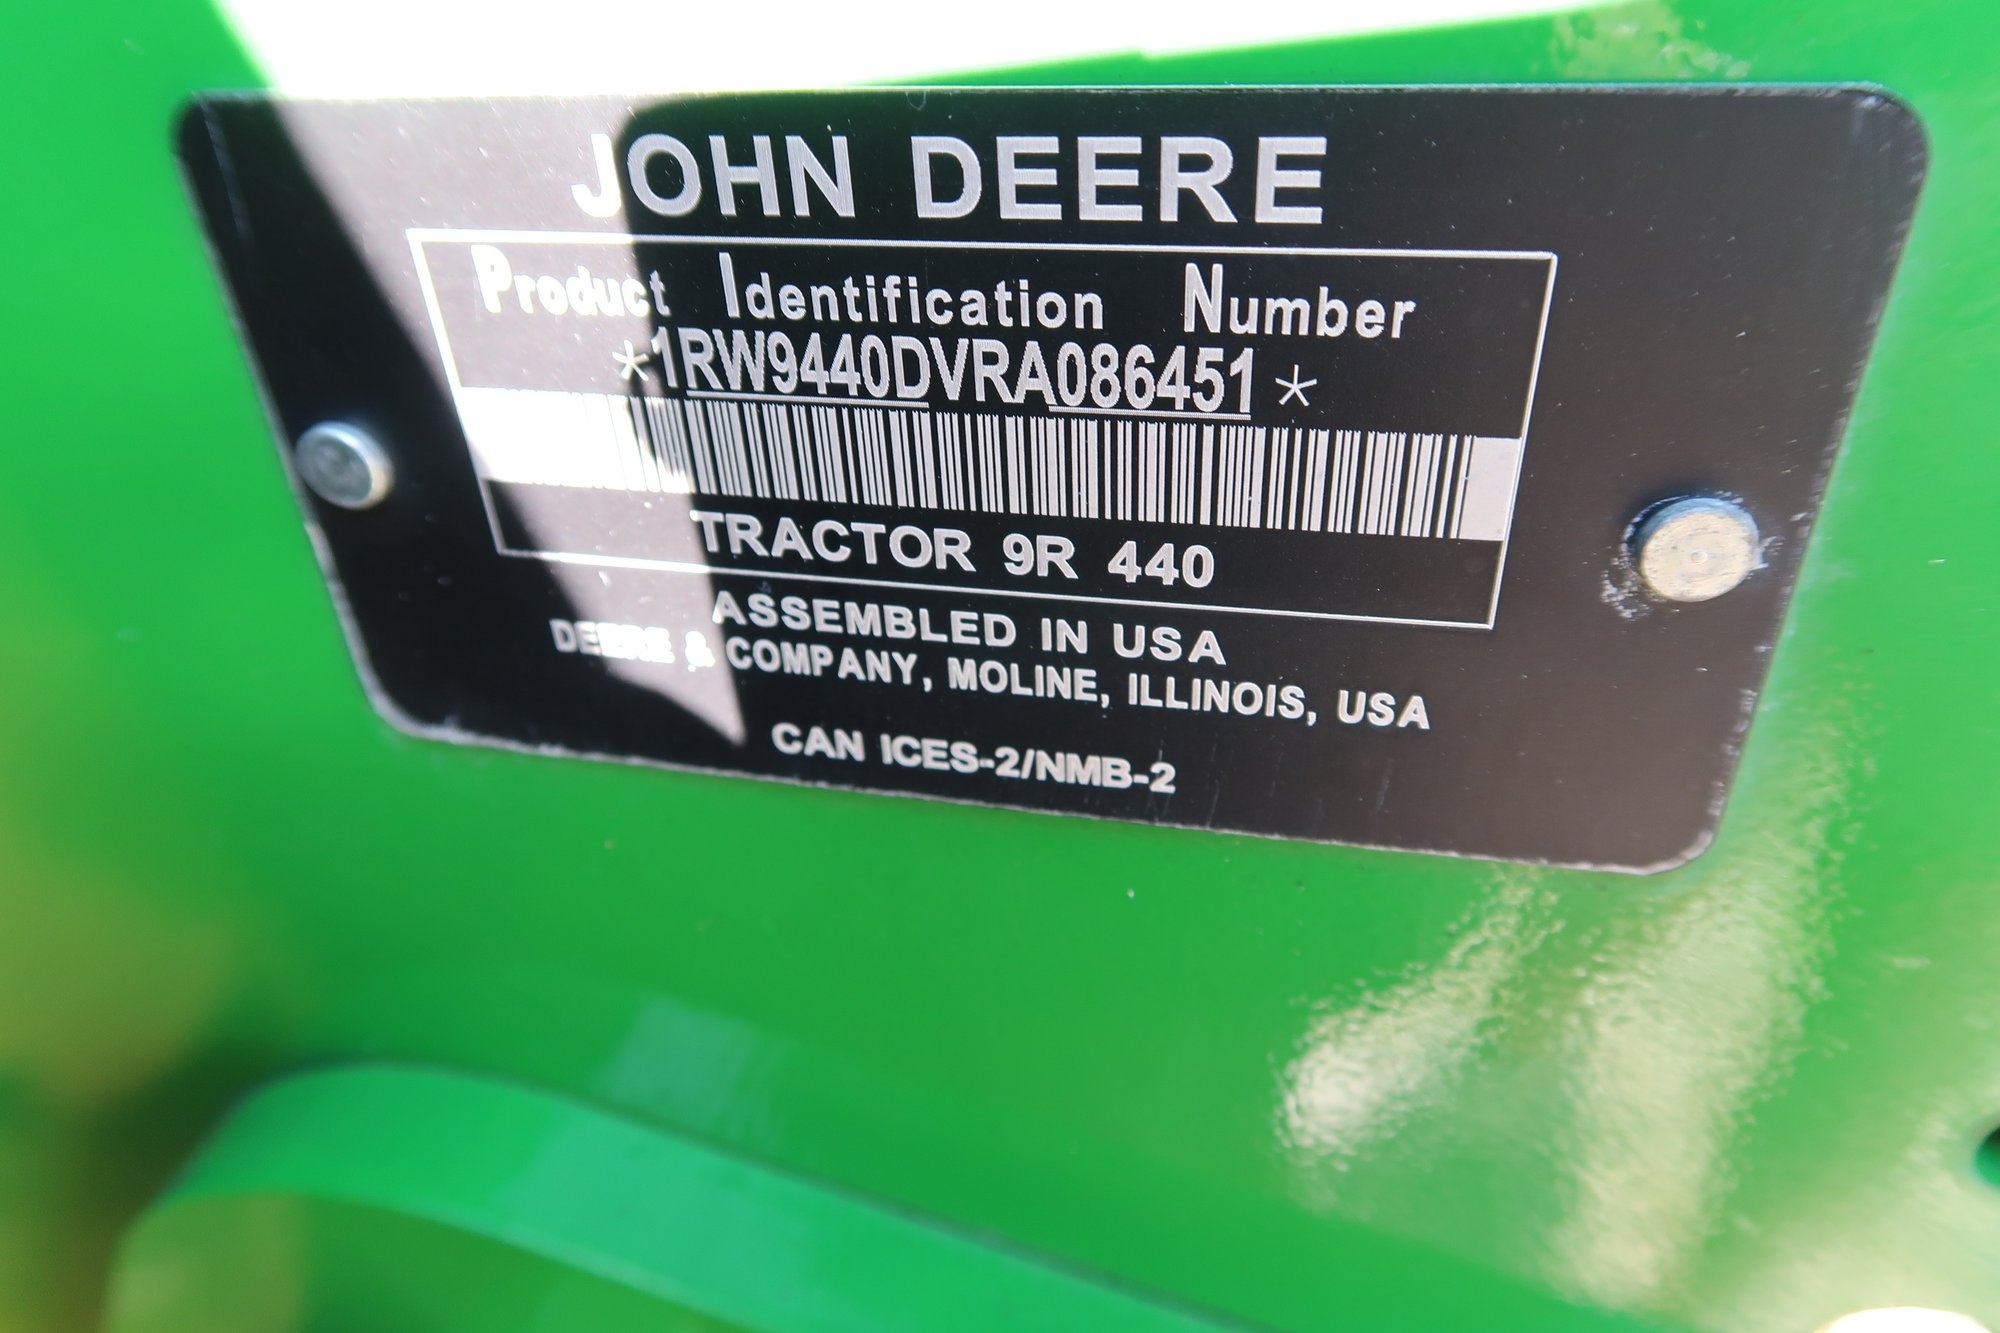 JOHN DEERE
Product Identification Number
*1RW9440DVRA086451*
TRACTOR 9R 440
ASSEMBLED IN USA
DEERE & COMPANY, MOLINE, ILLINOIS, USA
CAN ICES-2/NMB-2